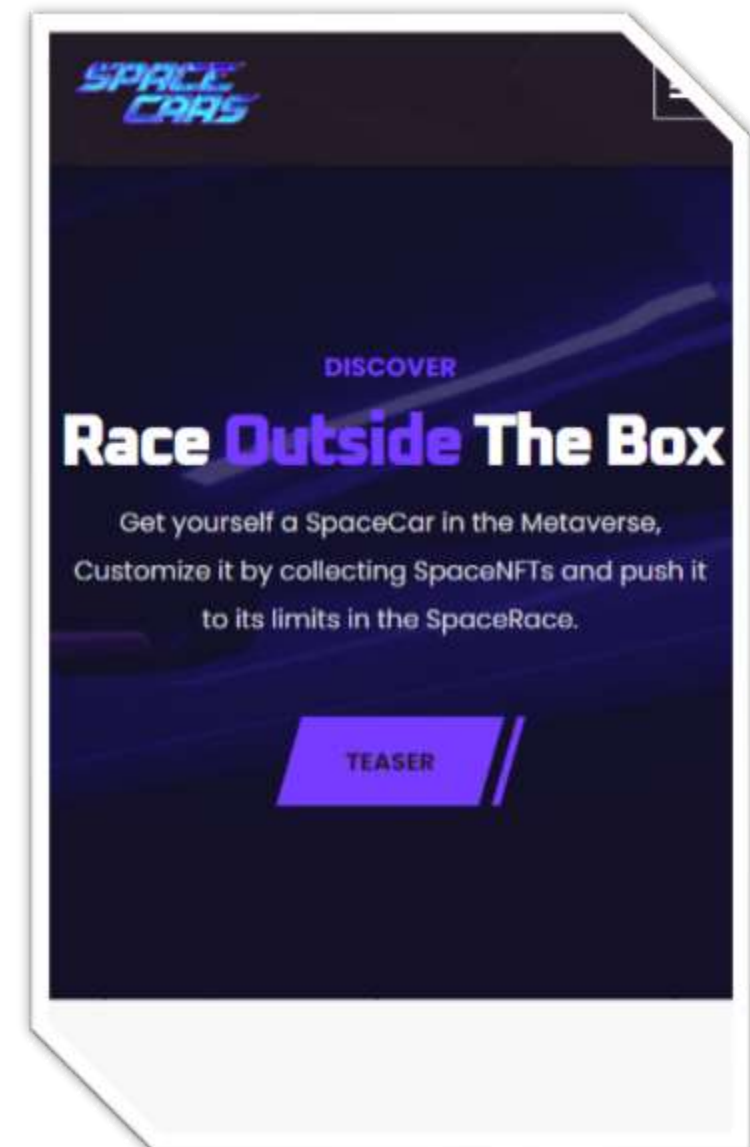 SPACE
CARS
DISCOVER
Race Outside The Box
Get yourself a SpaceCar in the Metaverse,
Customize it by collecting SpaceNFTs and push it
to its limits in the SpaceRace.
TEASER